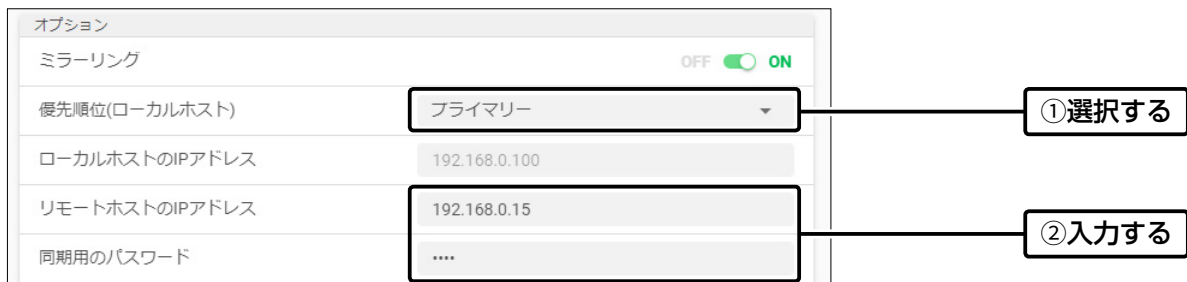 オプション
ミラーリング OFF ON
優先順位(ローカルホスト) プライマリー ①選択する
ローカルホストのIPアドレス 192.168.0.100
リモートホストのIPアドレス 192.168.0.15
②入力する
同期用のパスワード ••••